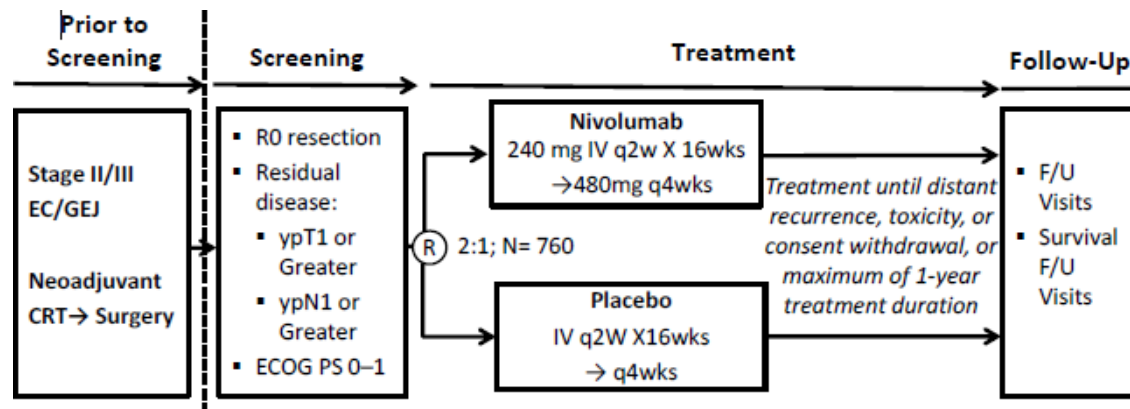 Prior to
Screening
Screening
Treatment
Follow-Up
Stage II/III
EC/GEJ
Neoadjuvant
CRT→ Surgery
▪ R0 resection
▪ Residual
disease:
▪ ypT1 or
Greater
▪ ypN1 or
Greater
▪ ECOG PS 0–1
R
2:1; N= 760
Nivolumab
240 mg IV q2w X 16wks
→480mg q4wks
Placebo
IV q2W X16wks
→ q4wks
Treatment until distant
recurrence, toxicity, or
consent withdrawal, or
maximum of 1-year
treatment duration
▪ F/U
Visits
▪ Survival
F/U
Visits